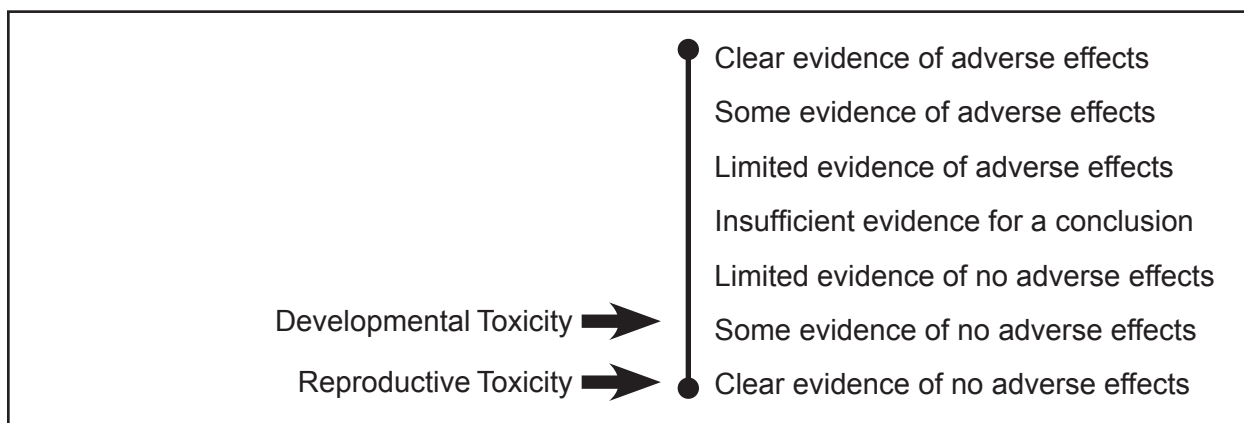 Clear evidence of adverse effects
Some evidence of adverse effects
Limited evidence of adverse effects
Insufficient evidence for a conclusion
Limited evidence of no adverse effects
Developmental Toxicity Some evidence of no adverse effects
Reproductive Toxicity Clear evidence of no adverse effects